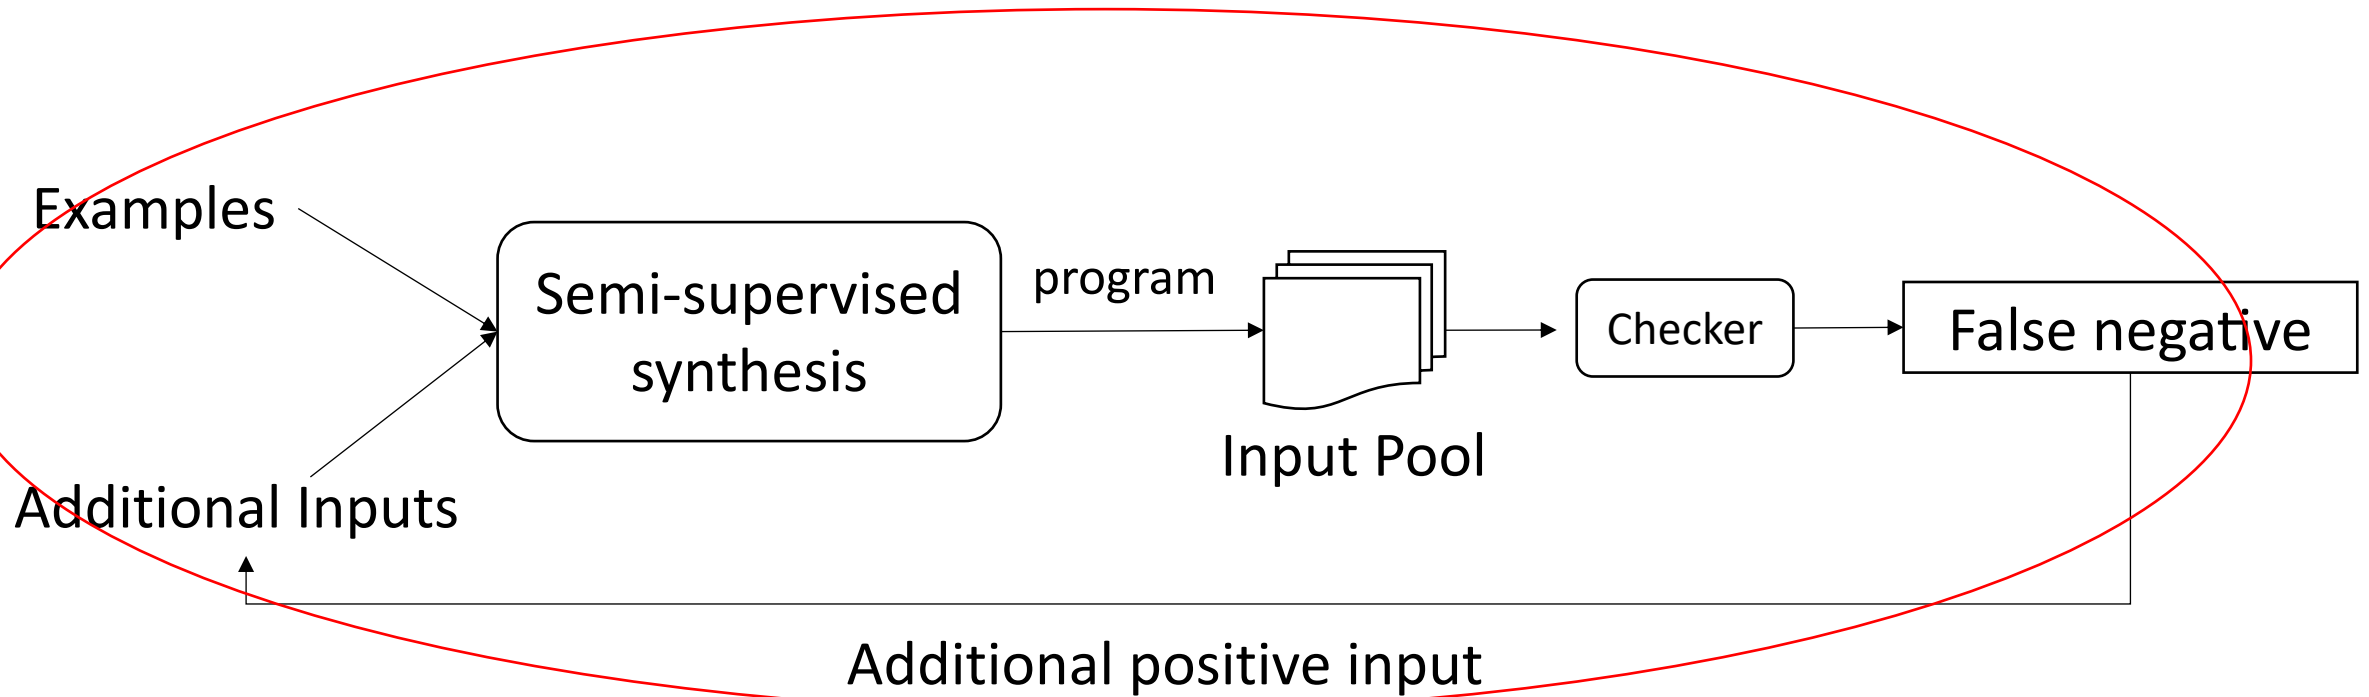 Examples
Semi-supervised
synthesis
program
Checker
False negative
Input Pool
Additional Inputs
Additional positive input